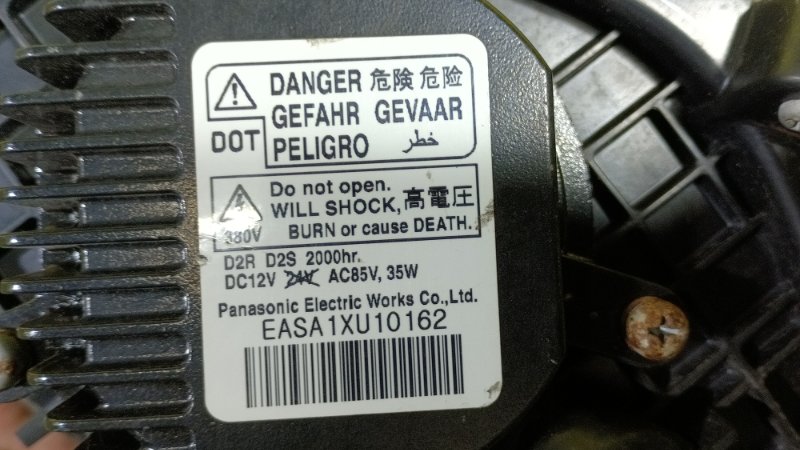 DANGER 危険 危险
GEFAHR GEVAAR
DOT PELIGRO خطر
Do not open.
WILL SHOCK, 高電圧
380V BURN or cause DEATH.
D2R D2S 2000hr.
DC12V 24V AC85V, 35W
Panasonic Electric Works Co.,Ltd.
EASA1XU10162